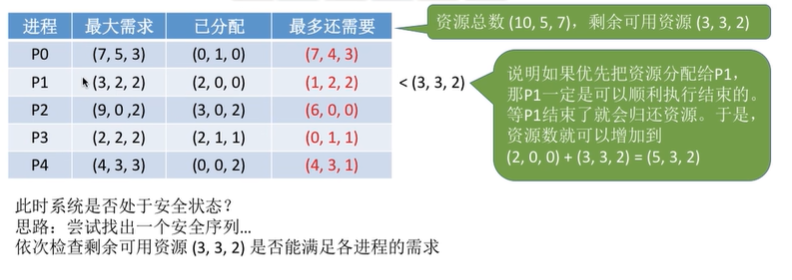 进程 最大需求 已分配 最多还需要
资源总数 (10, 5, 7)，剩余可用资源 (3, 3, 2)
P0 (7, 5, 3) (0, 1, 0) (7, 4, 3)
P1 (3, 2, 2) (2, 0, 0) (1, 2, 2)
< (3, 3, 2)
P2 (9, 0 ,2) (3, 0, 2) (6, 0, 0)
P3 (2, 2, 2) (2, 1, 1) (0, 1, 1)
P4 (4, 3, 3) (0, 0, 2) (4, 3, 1)
说明如果优先把资源分配给P1，
那P1一定是可以顺利执行结束的。
等P1结束了就会归还资源。于是，
资源数就可以增加到
(2, 0, 0) + (3, 3, 2) = (5, 3, 2)
此时系统是否处于安全状态？
思路：尝试找出一个安全序列...
依次检查剩余可用资源 (3, 3, 2) 是否能满足各进程的需求